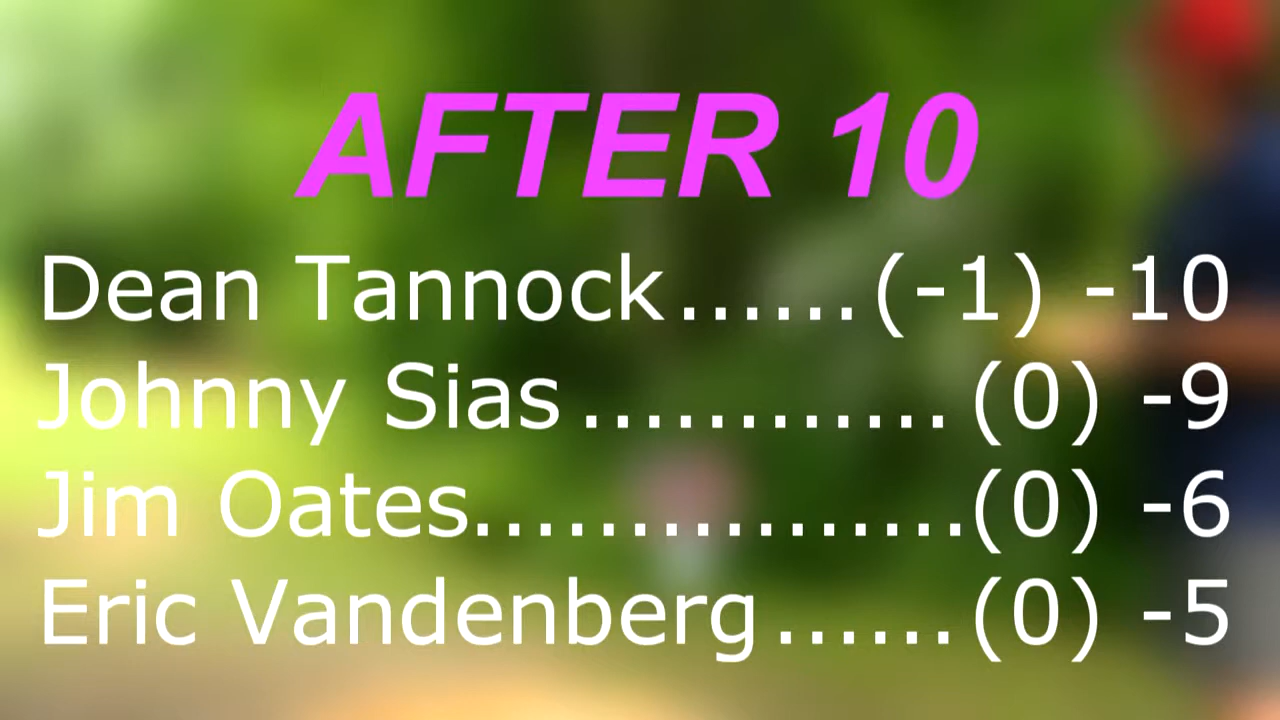 AFTER 10
Dean Tannock......(-1) -10
Johnny Sias............(0) -9
Jim Oates................(0) -6
Eric Vandenberg......(0) -5